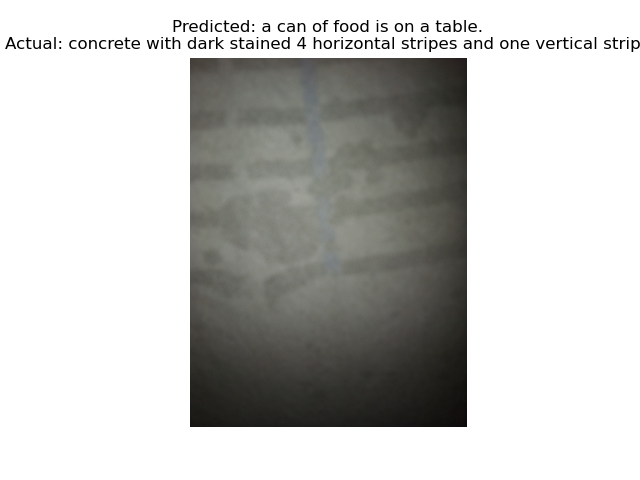 Predicted: a can of food is on a table.
Actual: concrete with dark stained 4 horizontal stripes and one vertical strip